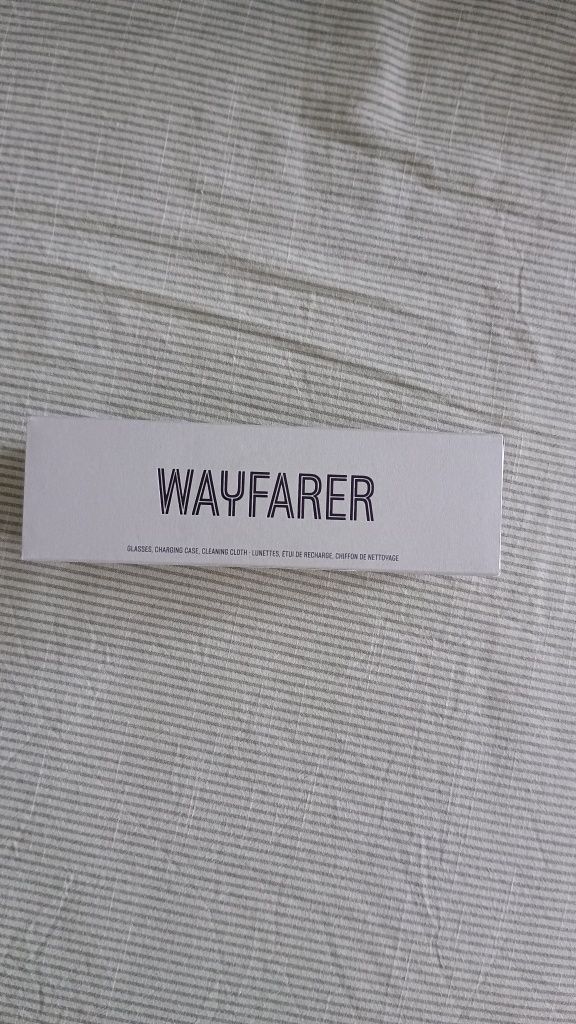 WAYFARER
GLASSES, CHARGING CASE, CLEANING CLOTH · LUNETTES, ÉTUI DE RECHARGE, CHIFFON DE NETTOYAGE